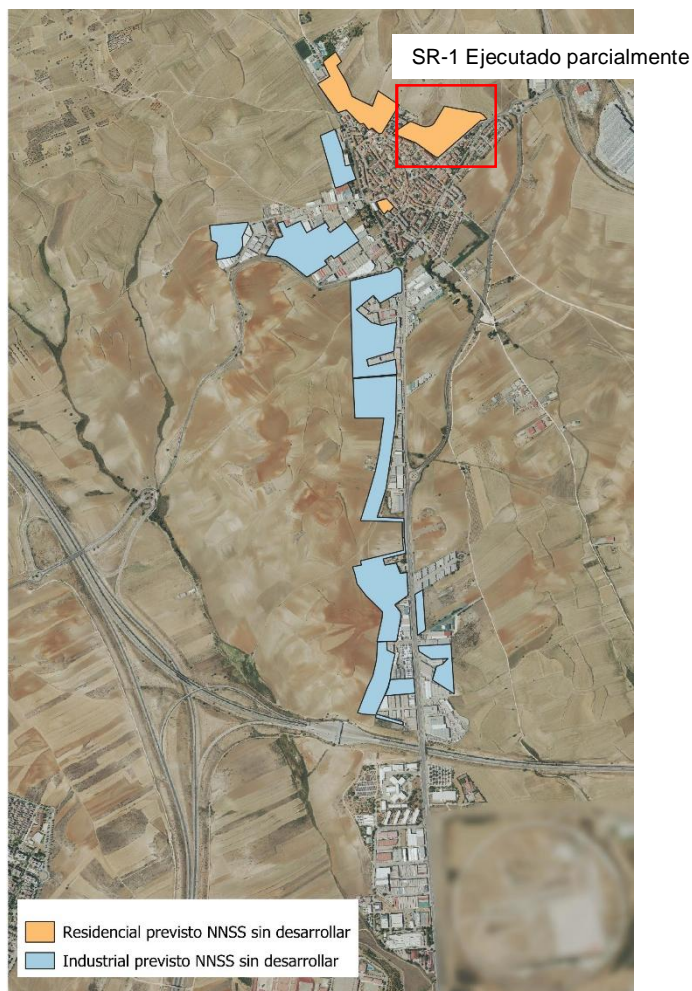 SR-1 Ejecutado parcialmente
Residencial previsto NNSS sin desarrollar
Industrial previsto NNSS sin desarrollar